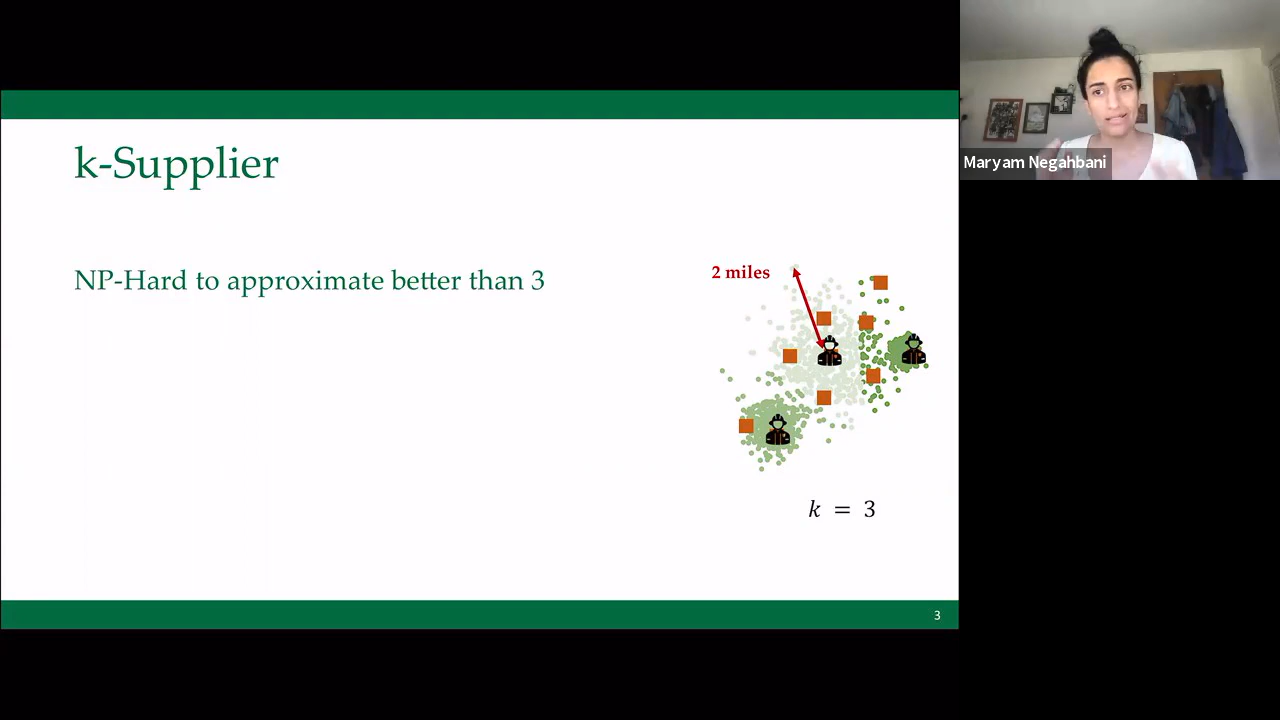 k-Supplier
NP-Hard to approximate better than 3
2 miles
k = 3
3
Maryam Negahbani